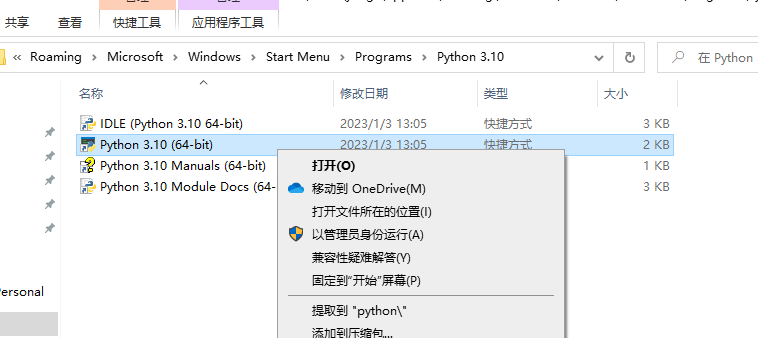 共享 查看 快捷工具 应用程序工具
« Roaming > Microsoft > Windows > Start Menu > Programs > Python 3.10 在 Python
名称 修改日期 类型 大小
IDLE (Python 3.10 64-bit) 2023/1/3 13:05 快捷方式 3 KB
Python 3.10 (64-bit) 2023/1/3 13:05 快捷方式 2 KB
Python 3.10 Manuals (64-bit) 1 KB
Python 3.10 Module Docs (64- 3 KB
打开(O)
移动到 OneDrive(M)
打开文件所在的位置(I)
以管理员身份运行(A)
兼容性疑难解答(Y)
固定到"开始"屏幕(P)
Personal
提取到 "python\"
添加到压缩包...